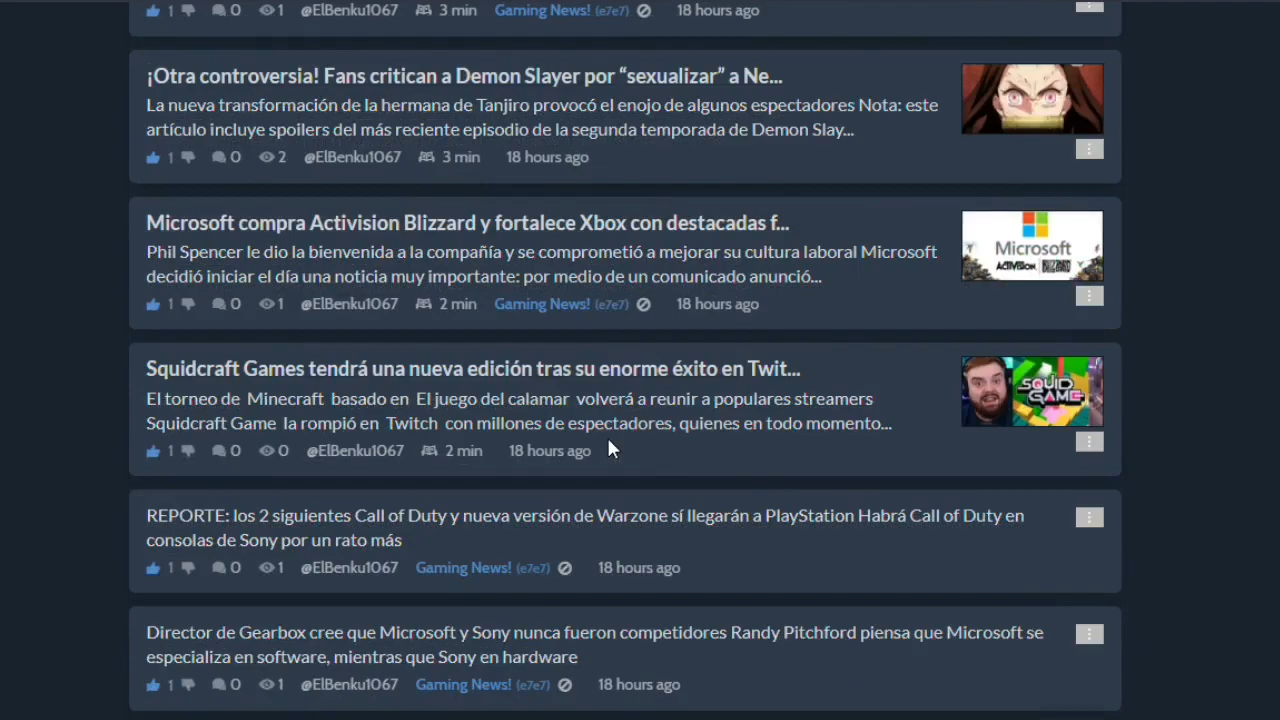 1 0 1 @ElBenku1067 3 min Gaming News! (e7e7) 18 hours ago
¡Otra controversia! Fans critican a Demon Slayer por “sexualizar” a Ne...
La nueva transformación de la hermana de Tanjiro provocó el enojo de algunos espectadores Nota: este
artículo incluye spoilers del más reciente episodio de la segunda temporada de Demon Slay...
1 0 2 @ElBenku1067 3 min 18 hours ago
Microsoft compra Activision Blizzard y fortalece Xbox con destacadas f...
Phil Spencer le dio la bienvenida a la compañía y se comprometió a mejorar su cultura laboral Microsoft
decidió iniciar el día una noticia muy importante: por medio de un comunicado anunció...
1 0 1 @ElBenku1067 2 min Gaming News! (e7e7) 18 hours ago
Microsoft
ACTIVISION BLIZZARD
Squidcraft Games tendrá una nueva edición tras su enorme éxito en Twit...
El torneo de Minecraft basado en El juego del calamar volverá a reunir a populares streamers
Squidcraft Game la rompió en Twitch con millones de espectadores, quienes en todo momento...
1 0 0 @ElBenku1067 2 min 18 hours ago
SQUID
GAME
REPORTE: los 2 siguientes Call of Duty y nueva versión de Warzone sí llegarán a PlayStation Habrá Call of Duty en
consolas de Sony por un rato más
1 0 1 @ElBenku1067 Gaming News! (e7e7) 18 hours ago
Director de Gearbox cree que Microsoft y Sony nunca fueron competidores Randy Pitchford piensa que Microsoft se
especializa en software, mientras que Sony en hardware
1 0 1 @ElBenku1067 Gaming News! (e7e7) 18 hours ago